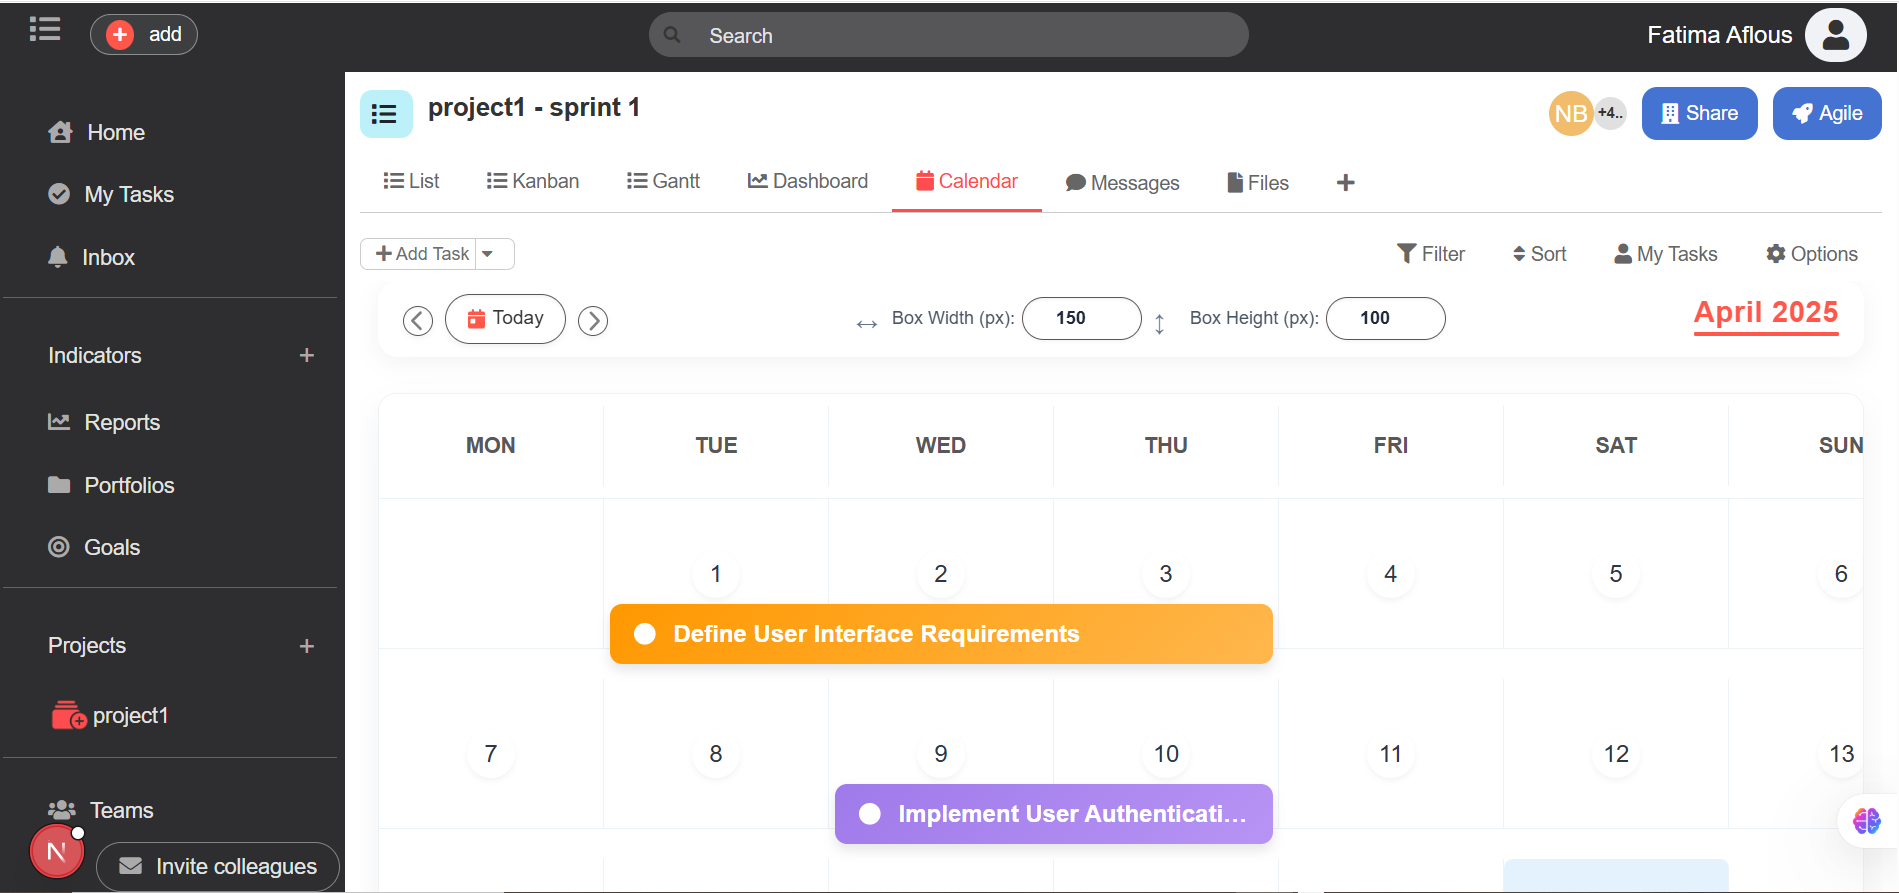 add
Search
Fatima Aflous
Home
My Tasks
Inbox
Indicators +
Reports
Portfolios
Goals
Projects +
project1
Teams
N
Invite colleagues
project1 - sprint 1
NB +4..
Share
Agile
List Kanban Gantt Dashboard Calendar Messages Files +
+ Add Task
Filter Sort My Tasks Options
Today
Box Width (px): 150
Box Height (px): 100
April 2025
MON TUE WED THU FRI SAT SUN
1 2 3 4 5 6
Define User Interface Requirements
7 8 9 10 11 12 13
Implement User Authenticati...